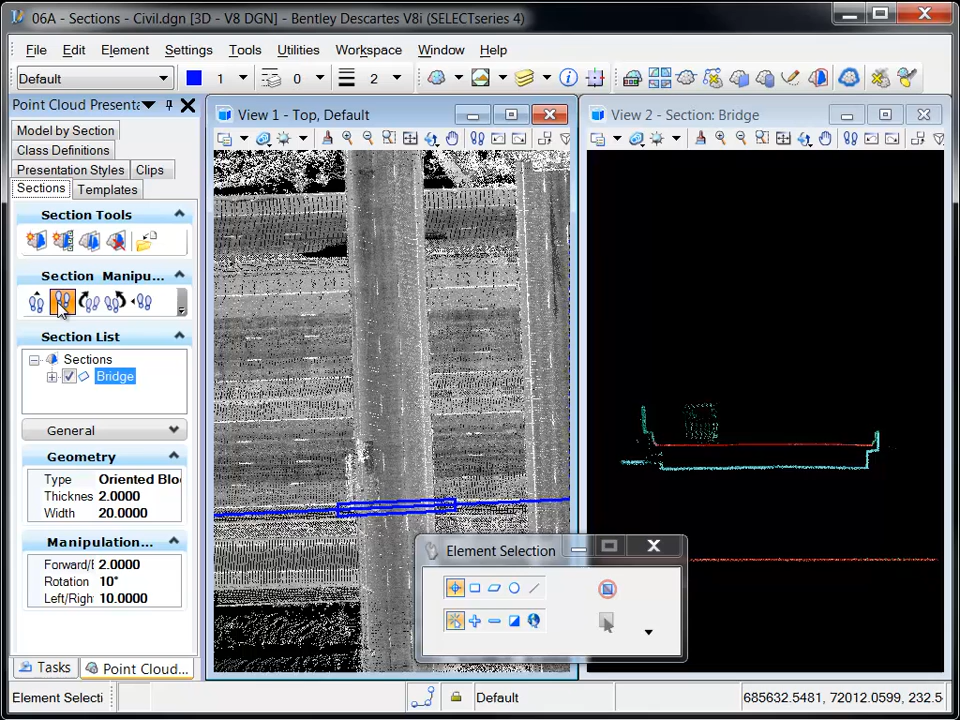 06A - Sections - Civil.dgn [3D - V8 DGN] - Bentley Descartes V8i (SELECTseries 4)
File Edit Element Settings Tools Utilities Workspace Window Help
Default 1 0 2
Point Cloud Presenta
Model by Section
Class Definitions
Presentation Styles Clips
Sections Templates
Section Tools
Section Manipu...
Section List
Sections
Bridge
General
Geometry
Type Oriented Blo
Thicknes 2.0000
Width 20.0000
Manipulation...
Forward/E 2.0000
Rotation 10°
Left/Righ 10.0000
Tasks Point Cloud...
View 1 - Top, Default
View 2 - Section: Bridge
Element Selection
Element Selecti
Default
685632.5481, 72012.0599, 232.5